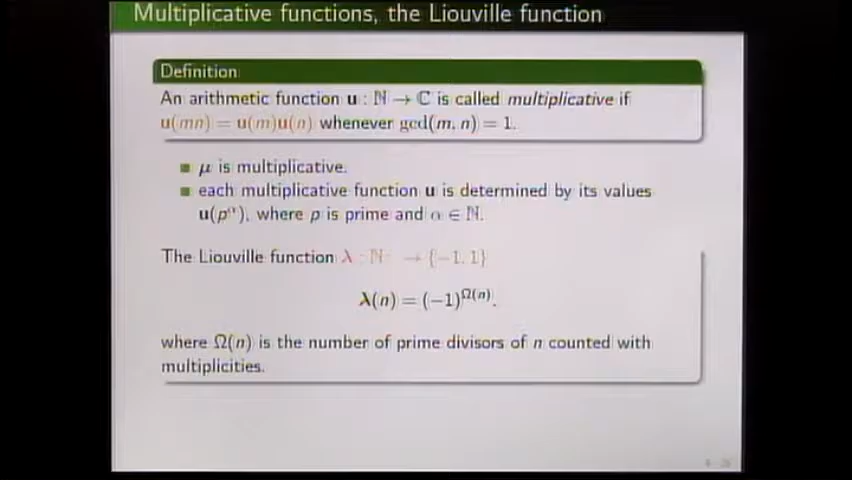 Multiplicative functions, the Liouville function
Definition
An arithmetic function u : ℕ → ℂ is called multiplicative if
u(mn) = u(m)u(n) whenever gcd(m, n) = 1.
μ is multiplicative.
each multiplicative function u is determined by its values
u(p^α), where p is prime and α ∈ ℕ.
The Liouville function λ : ℕ → {−1, 1}
λ(n) = (−1)^Ω(n).
where Ω(n) is the number of prime divisors of n counted with
multiplicities.